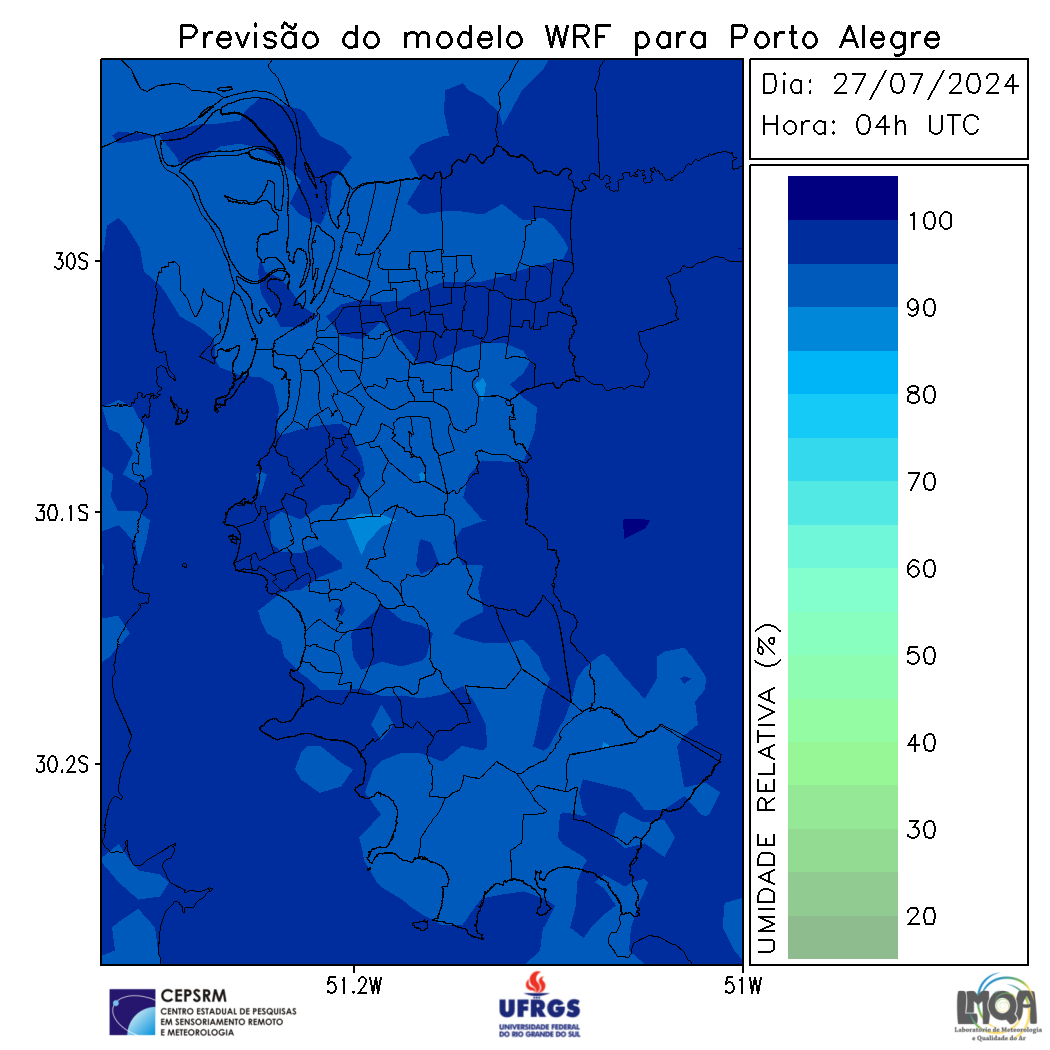 Previsão do modelo WRF para Porto Alegre
Dia: 27/07/2024
Hora: 04h UTC
30S
30.1S
30.2S
51.2W
51W
100
90
80
70
60
50
40
30
20
UMIDADE RELATIVA (%)
CEPSRM
CENTRO ESTADUAL DE PESQUISAS
EM SENSORIAMENTO REMOTO
E METEOROLOGIA
UFRGS
UNIVERSIDADE FEDERAL
DO RIO GRANDE DO SUL
LMQA
Laboratório de Meteorologia
e Qualidade do Ar